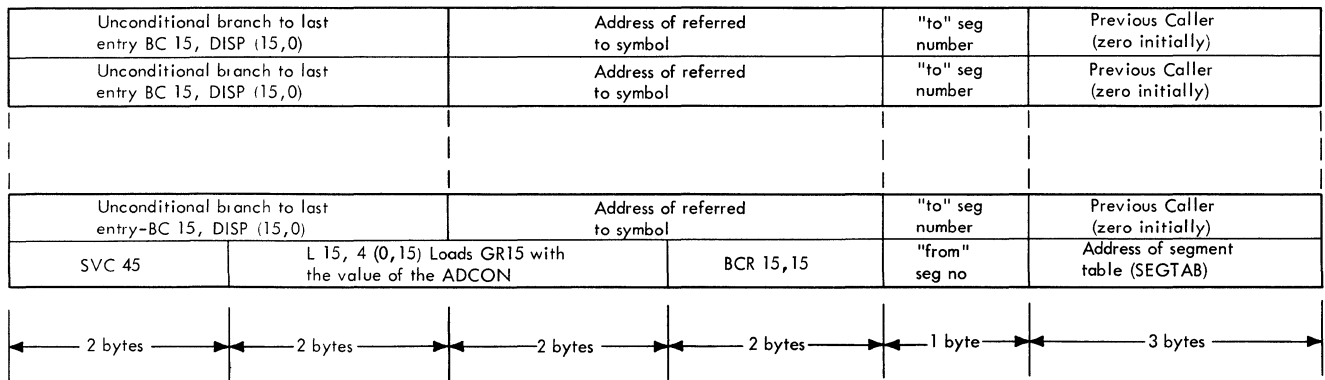 Unconditional branch to last entry BC 15, DISP (15,0)
Address of referred to symbol
"to" seg number
Previous Caller (zero initially)
Unconditional branch to last entry BC 15, DISP (15,0)
Address of referred to symbol
"to" seg number
Previous Caller (zero initially)
Unconditional branch to last entry-BC 15, DISP (15,0)
Address of referred to symbol
"to" seg number
Previous Caller (zero initially)
SVC 45
L 15, 4 (0,15) Loads GR15 with the value of the ADCON
BCR 15,15
"from" seg no
Address of segment table (SEGTAB)
2 bytes
2 bytes
2 bytes
2 bytes
1 byte
3 bytes